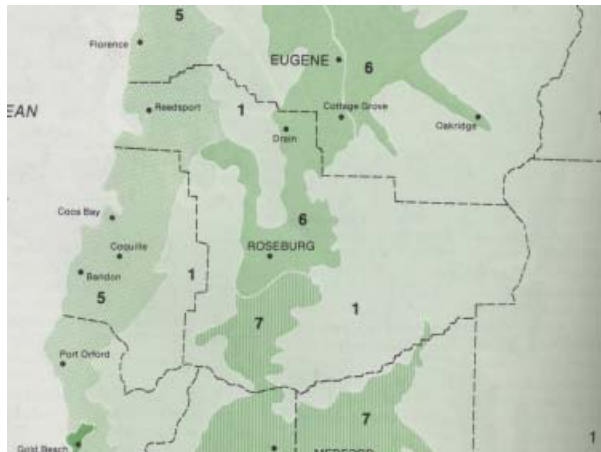 5
Florence
EUGENE
6
EAN
Reedsport
1
Drain
Cottage Grove
Oakridge
Coos Bay
6
Coquille
ROSEBURG
Bandon
1
5
7
1
Port Orford
7
Gold Beach
MEDFORD
1